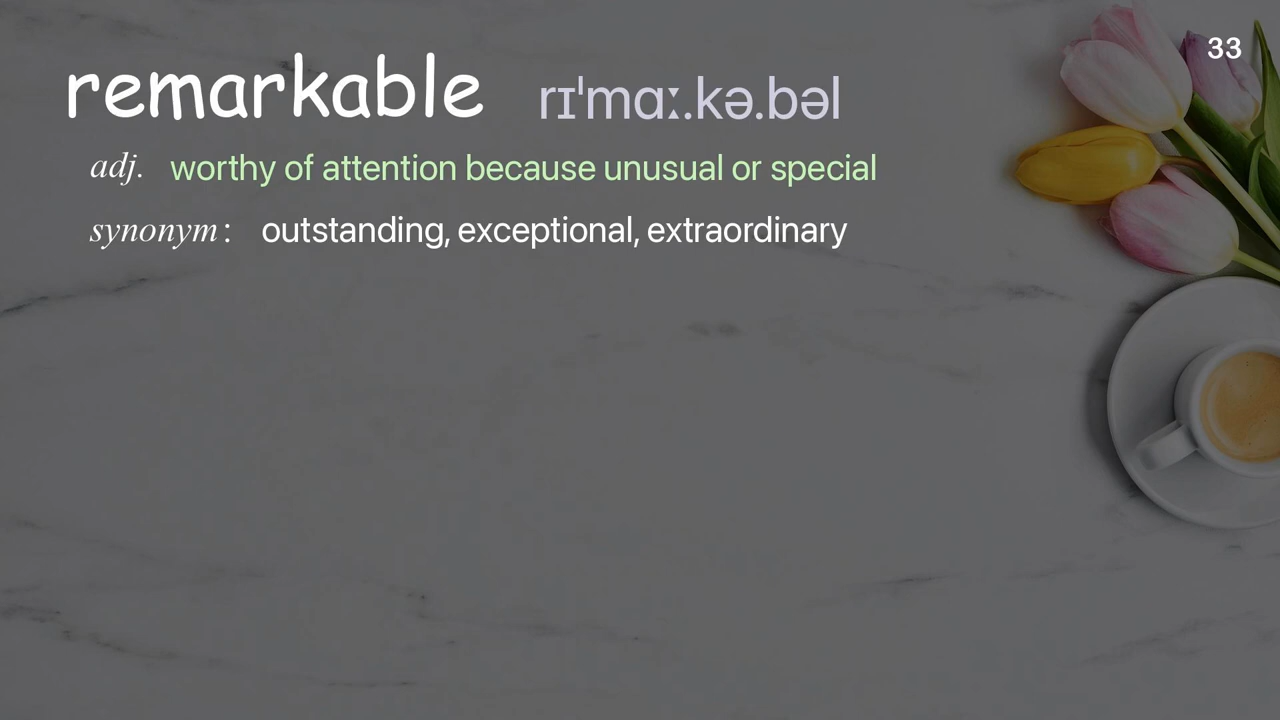 33
remarkable rɪˈmɑː.kə.bəl
adj. worthy of attention because unusual or special
synonym : outstanding, exceptional, extraordinary